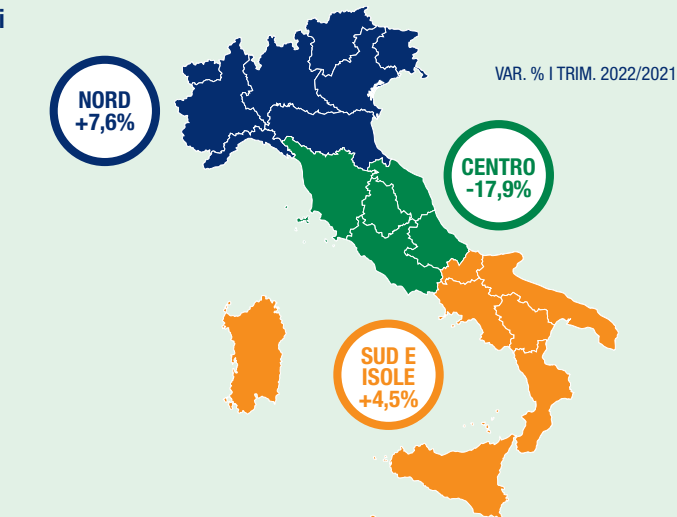 i
VAR. % I TRIM. 2022/2021
NORD
+7,6%
CENTRO
-17,9%
SUD E
ISOLE
+4,5%